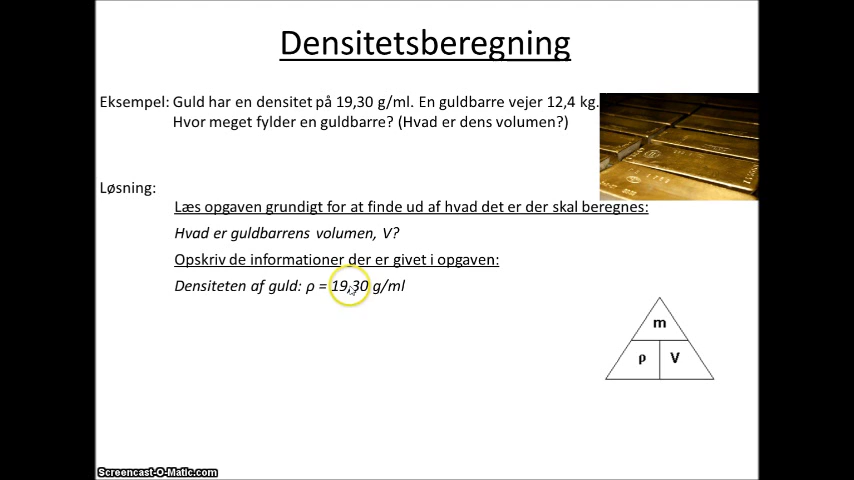 Densitetsberegning
Eksempel: Guld har en densitet på 19,30 g/ml. En guldbarre vejer 12,4 kg.
Hvor meget fylder en guldbarre? (Hvad er dens volumen?)
Løsning:
Læs opgaven grundigt for at finde ud af hvad det er der skal beregnes:
Hvad er guldbarrens volumen, V?
Opskriv de informationer der er givet i opgaven:
Densiteten af guld: ρ = 19,30 g/ml
m
ρ V
Screencast-O-Matic.com